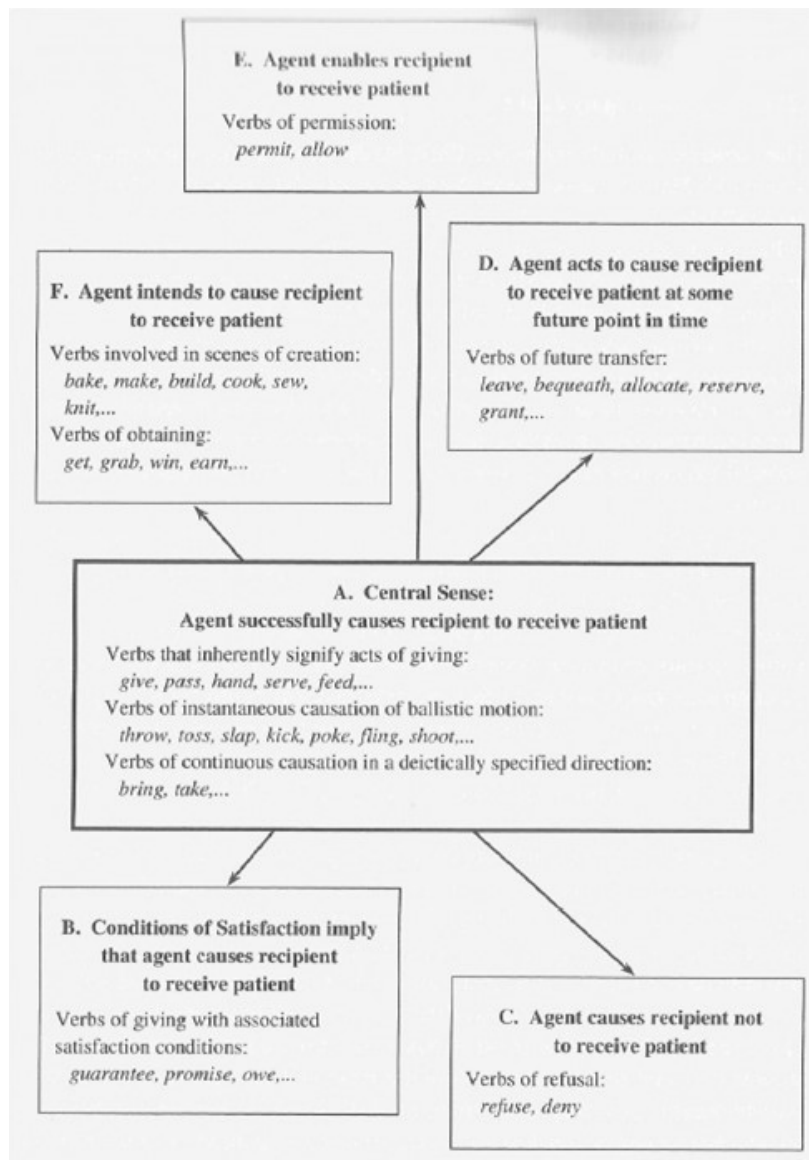 E. Agent enables recipient
to receive patient
Verbs of permission:
permit, allow
F. Agent intends to cause recipient
to receive patient
Verbs involved in scenes of creation:
bake, make, build, cook, sew,
knit,...
Verbs of obtaining:
get, grab, win, earn,...
D. Agent acts to cause recipient
to receive patient at some
future point in time
Verbs of future transfer:
leave, bequeath, allocate, reserve,
grant,...
A. Central Sense:
Agent successfully causes recipient to receive patient
Verbs that inherently signify acts of giving:
give, pass, hand, serve, feed,...
Verbs of instantaneous causation of ballistic motion:
throw, toss, slap, kick, poke, fling, shoot,...
Verbs of continuous causation in a deictically specified direction:
bring, take,...
B. Conditions of Satisfaction imply
that agent causes recipient
to receive patient
Verbs of giving with associated
satisfaction conditions:
guarantee, promise, owe,...
C. Agent causes recipient not
to receive patient
Verbs of refusal:
refuse, deny